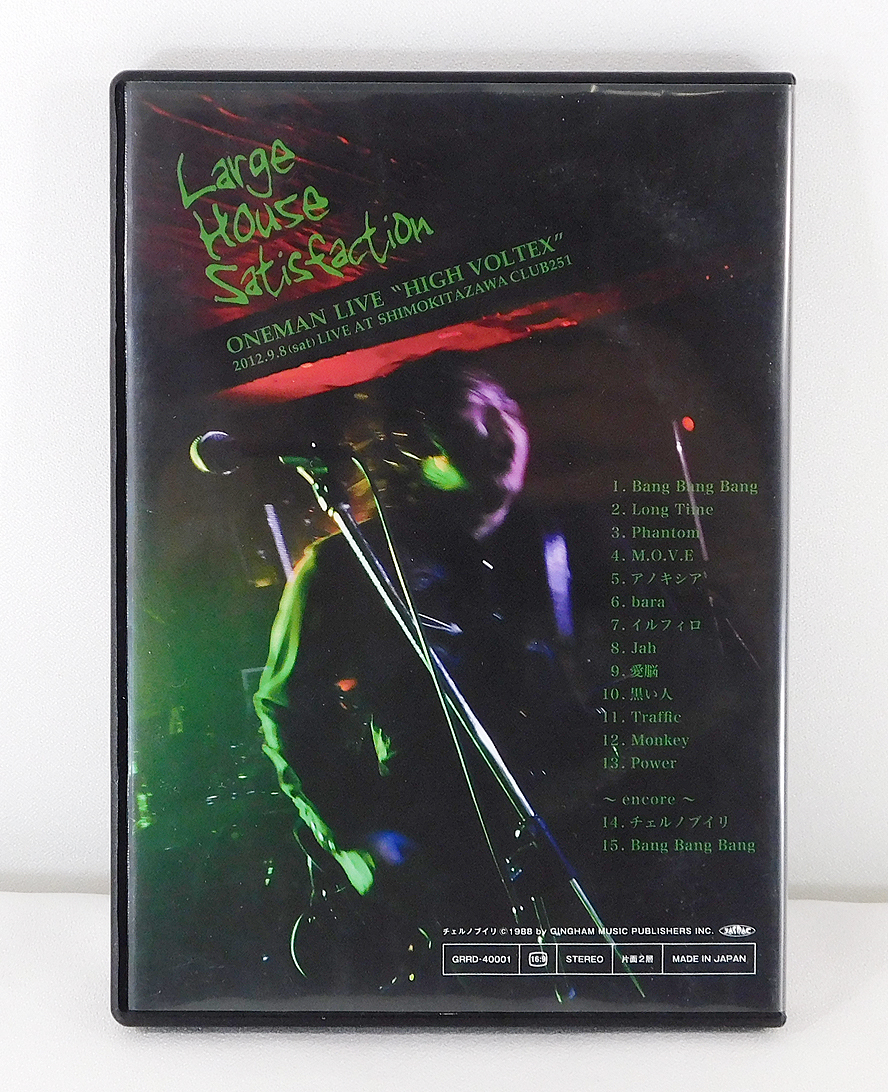 Large
House
Satisfaction
ONEMAN LIVE “HIGH VOLTEX”
2012.9.8(sat) LIVE AT SHIMOKITAZAWA CLUB251
1. Bang Bang Bang
2. Long Time
3. Phantom
4. M.O.V.E
5. アノキシア
6. bara
7. イルフィロ
8. Jah
9. 愛脳
10. 黒い人
11. Traffic
12. Monkey
13. Power
～ encore ～
14. チェルノブイリ
15. Bang Bang Bang
チェルノブイリ ©1988 by GINGHAM MUSIC PUBLISHERS INC. JASRAC
GRRD-40001 16:9 STEREO 片面2層 MADE IN JAPAN